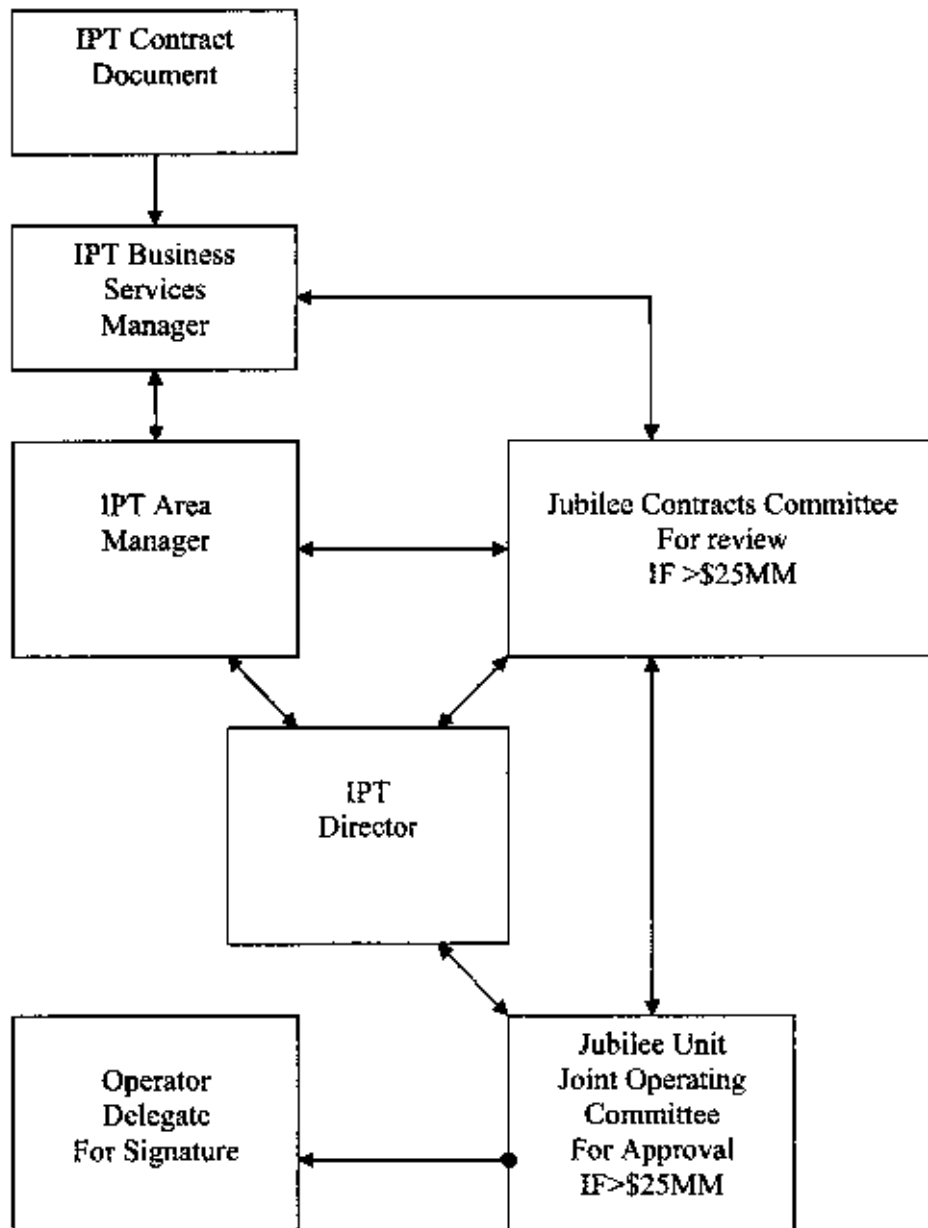 IPT Contract
Document
IPT Business
Services
Manager
IPT Area
Manager
Jubilee Contracts Committee
For review
IF >$25MM
IPT
Director
Operator
Delegate
For Signature
Jubilee Unit
Joint Operating
Committee
For Approval
IF>$25MM